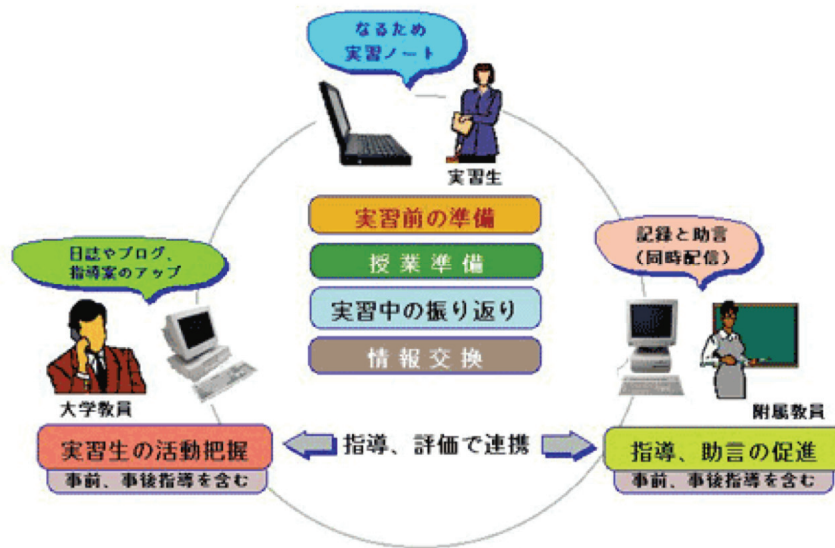 なるため
実習ノート
実習生
実習前の準備
授業準備
実習中の振り返り
情報交換
日誌やブログ、
指導案のアップ
大学教員
実習生の活動把握
事前、事後指導を含む
指導、評価で連携
記録と助言
(同時配信)
附属教員
指導、助言の促進
事前、事後指導を含む